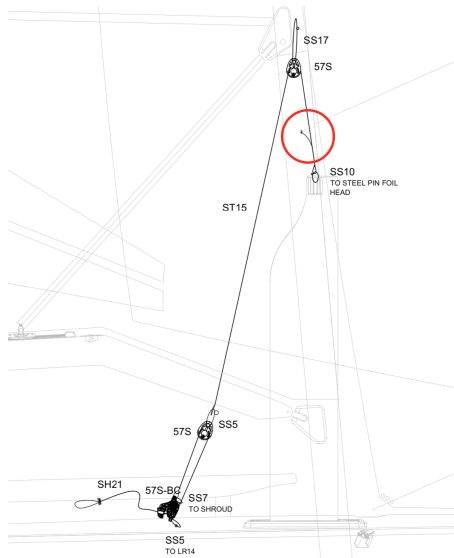 SS17
57S
SS10
TO STEEL PIN FOIL
HEAD
ST15
57S
SS5
SH21
57S-BC
SS7
TO SHROUD
SS5
TO LR14